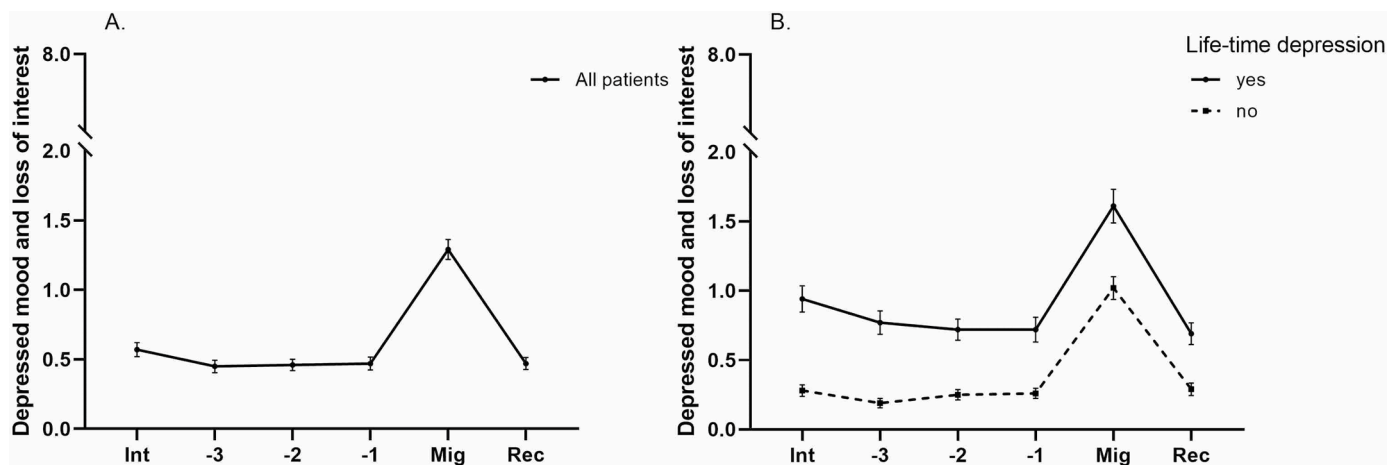 A.
Depressed mood and loss of interest
8.0
2.0
1.5
1.0
0.5
0.0
All patients
Int -3 -2 -1 Mig Rec
B.
Depressed mood and loss of interest
8.0
2.0
1.5
1.0
0.5
0.0
Life-time depression
yes
no
Int -3 -2 -1 Mig Rec